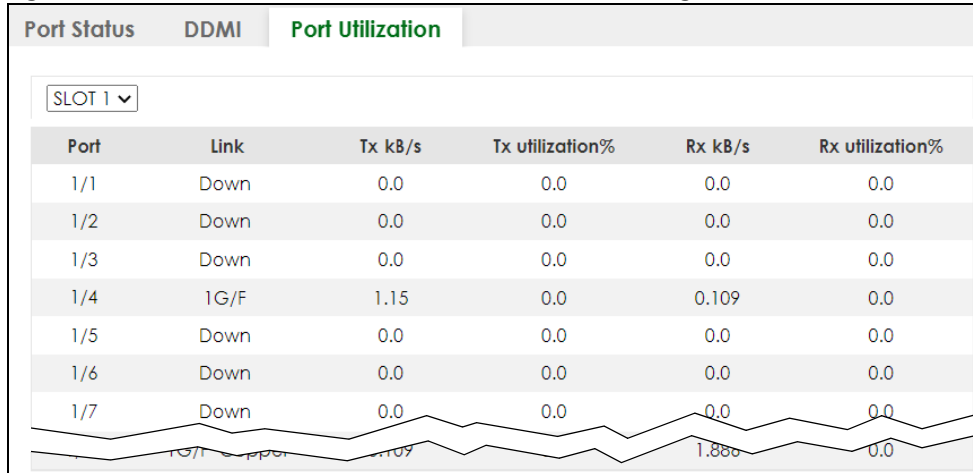 Port Status DDMI Port Utilization
SLOT 1
Port Link Tx kB/s Tx utilization% Rx kB/s Rx utilization%
1/1 Down 0.0 0.0 0.0 0.0
1/2 Down 0.0 0.0 0.0 0.0
1/3 Down 0.0 0.0 0.0 0.0
1/4 1G/F 1.15 0.0 0.109 0.0
1/5 Down 0.0 0.0 0.0 0.0
1/6 Down 0.0 0.0 0.0 0.0
1/7 Down 0.0 0.0 0.0 0.0
1.886 0.0